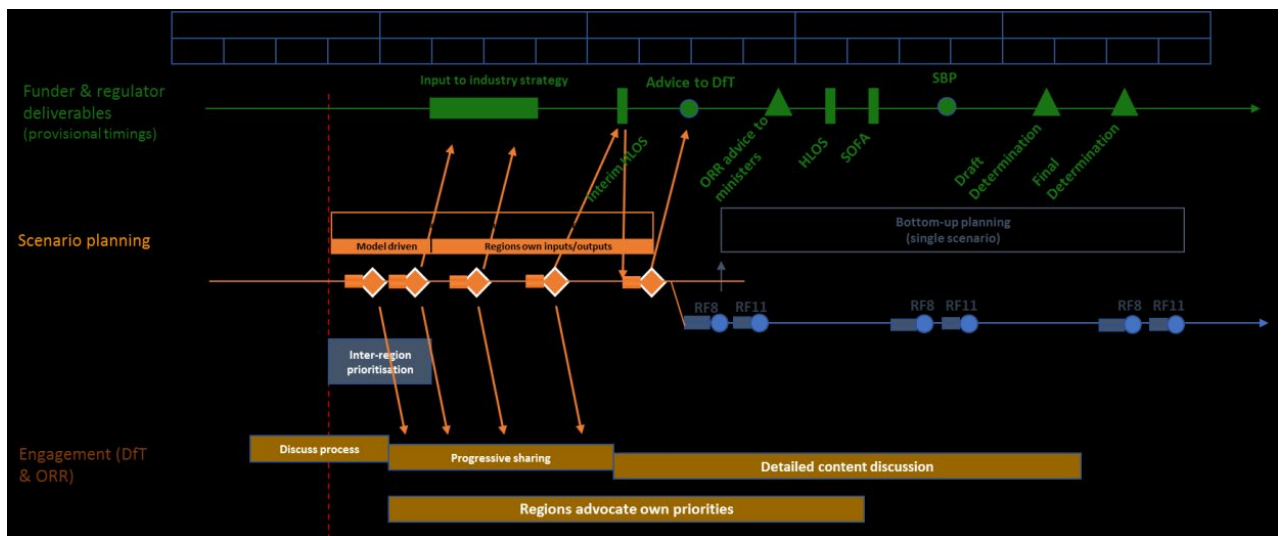 Funder & regulator
deliverables
(provisional timings)
Input to industry strategy
Interim HLOS
Advice to DfT
ORR advice to
ministers
HLOS
SOFA
SBP
Draft
Determination
Final
Determination
Scenario planning
Model driven
Regions own inputs/outputs
Bottom-up planning
(single scenario)
RF8
RF11
RF8
RF11
RF8
RF11
Inter-region
prioritisation
Engagement (DfT
& ORR)
Discuss process
Progressive sharing
Detailed content discussion
Regions advocate own priorities